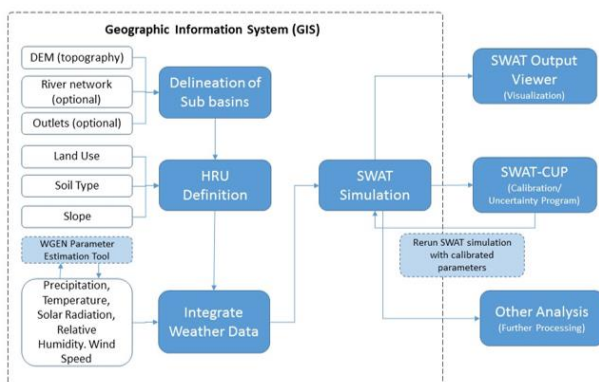 Geographic Information System (GIS)
DEM (topography)
River network
(optional)
Outlets (optional)
Delineation of
Sub basins
Land Use
Soil Type
Slope
HRU
Definition
WGEN Parameter
Estimation Tool
Precipitation,
Temperature,
Solar Radiation,
Relative
Humidity. Wind
Speed
Integrate
Weather Data
SWAT
Simulation
SWAT Output
Viewer
(Visualization)
SWAT-CUP
(Calibration/
Uncertainty Program)
Rerun SWAT simulation
with calibrated
parameters
Other Analysis
(Further Processing)